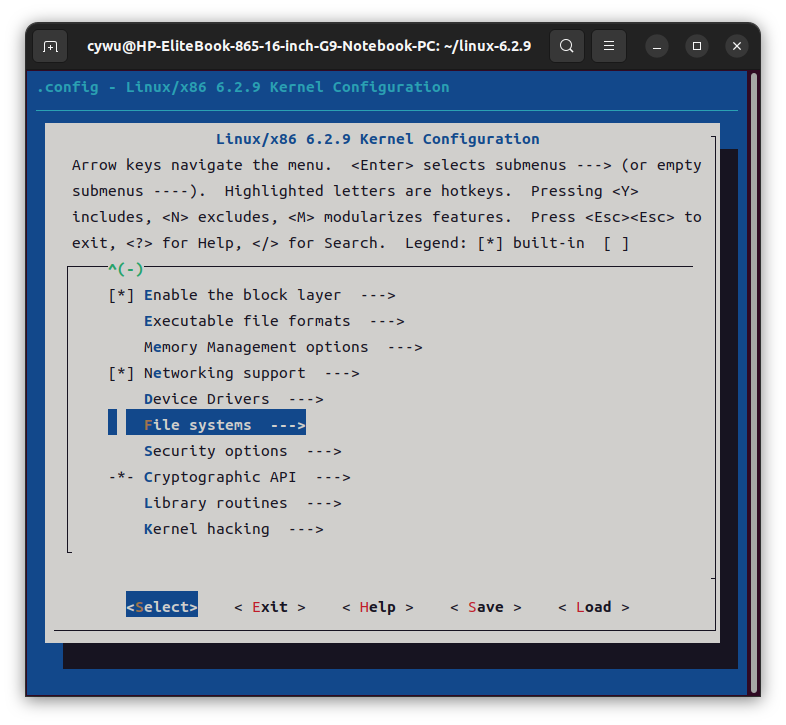 cywu@HP-EliteBook-865-16-inch-G9-Notebook-PC: ~/linux-6.2.9
.config - Linux/x86 6.2.9 Kernel Configuration
Linux/x86 6.2.9 Kernel Configuration
Arrow keys navigate the menu.  <Enter> selects submenus ---> (or empty
submenus ----).  Highlighted letters are hotkeys.  Pressing <Y>
includes, <N> excludes, <M> modularizes features.  Press <Esc><Esc> to
exit, <?> for Help, </> for Search.  Legend: [*] built-in  [ ]
^(-)
[*] Enable the block layer  --->
Executable file formats  --->
Memory Management options  --->
[*] Networking support  --->
Device Drivers  --->
File systems  --->
Security options  --->
-*- Cryptographic API  --->
Library routines  --->
Kernel hacking  --->
<Select>    < Exit >    < Help >    < Save >    < Load >